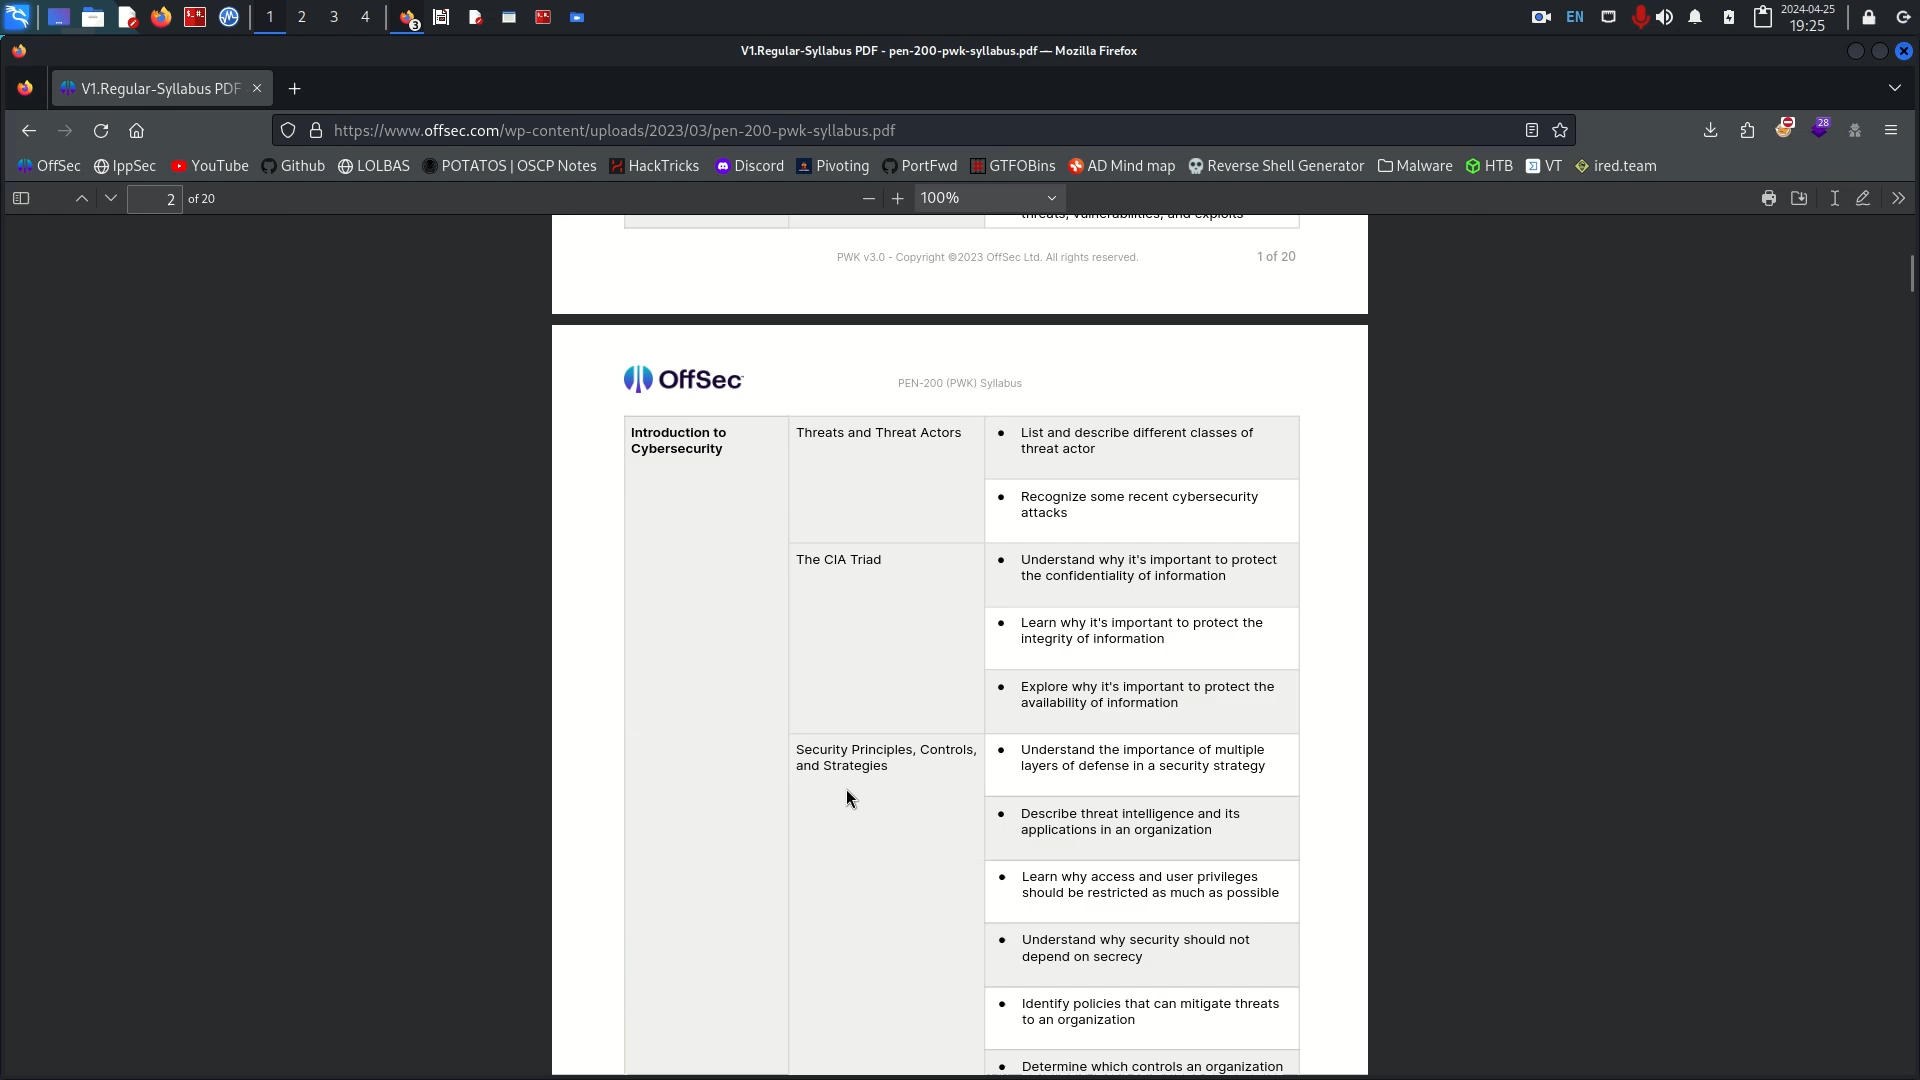 1 2 3 4 3 EN 2024-04-25
19:25
V1.Regular-Syllabus PDF - pen-200-pwk-syllabus.pdf — Mozilla Firefox
V1.Regular-Syllabus PDF
https://www.offsec.com/wp-content/uploads/2023/03/pen-200-pwk-syllabus.pdf 28
OffSec IppSec YouTube Github LOLBAS POTATOS | OSCP Notes HackTricks Discord Pivoting PortFwd GTFOBins AD Mind map Reverse Shell Generator Malware HTB VT ired.team
2 of 20 100%
threats, vulnerabilities, and exploits
PWK v3.0 - Copyright ©2023 OffSec Ltd. All rights reserved. 1 of 20
OffSec PEN-200 (PWK) Syllabus
Introduction to
Cybersecurity
Threats and Threat Actors
● List and describe different classes of
threat actor
● Recognize some recent cybersecurity
attacks
The CIA Triad
● Understand why it's important to protect
the confidentiality of information
● Learn why it's important to protect the
integrity of information
● Explore why it's important to protect the
availability of information
Security Principles, Controls,
and Strategies
● Understand the importance of multiple
layers of defense in a security strategy
● Describe threat intelligence and its
applications in an organization
● Learn why access and user privileges
should be restricted as much as possible
● Understand why security should not
depend on secrecy
● Identify policies that can mitigate threats
to an organization
● Determine which controls an organization